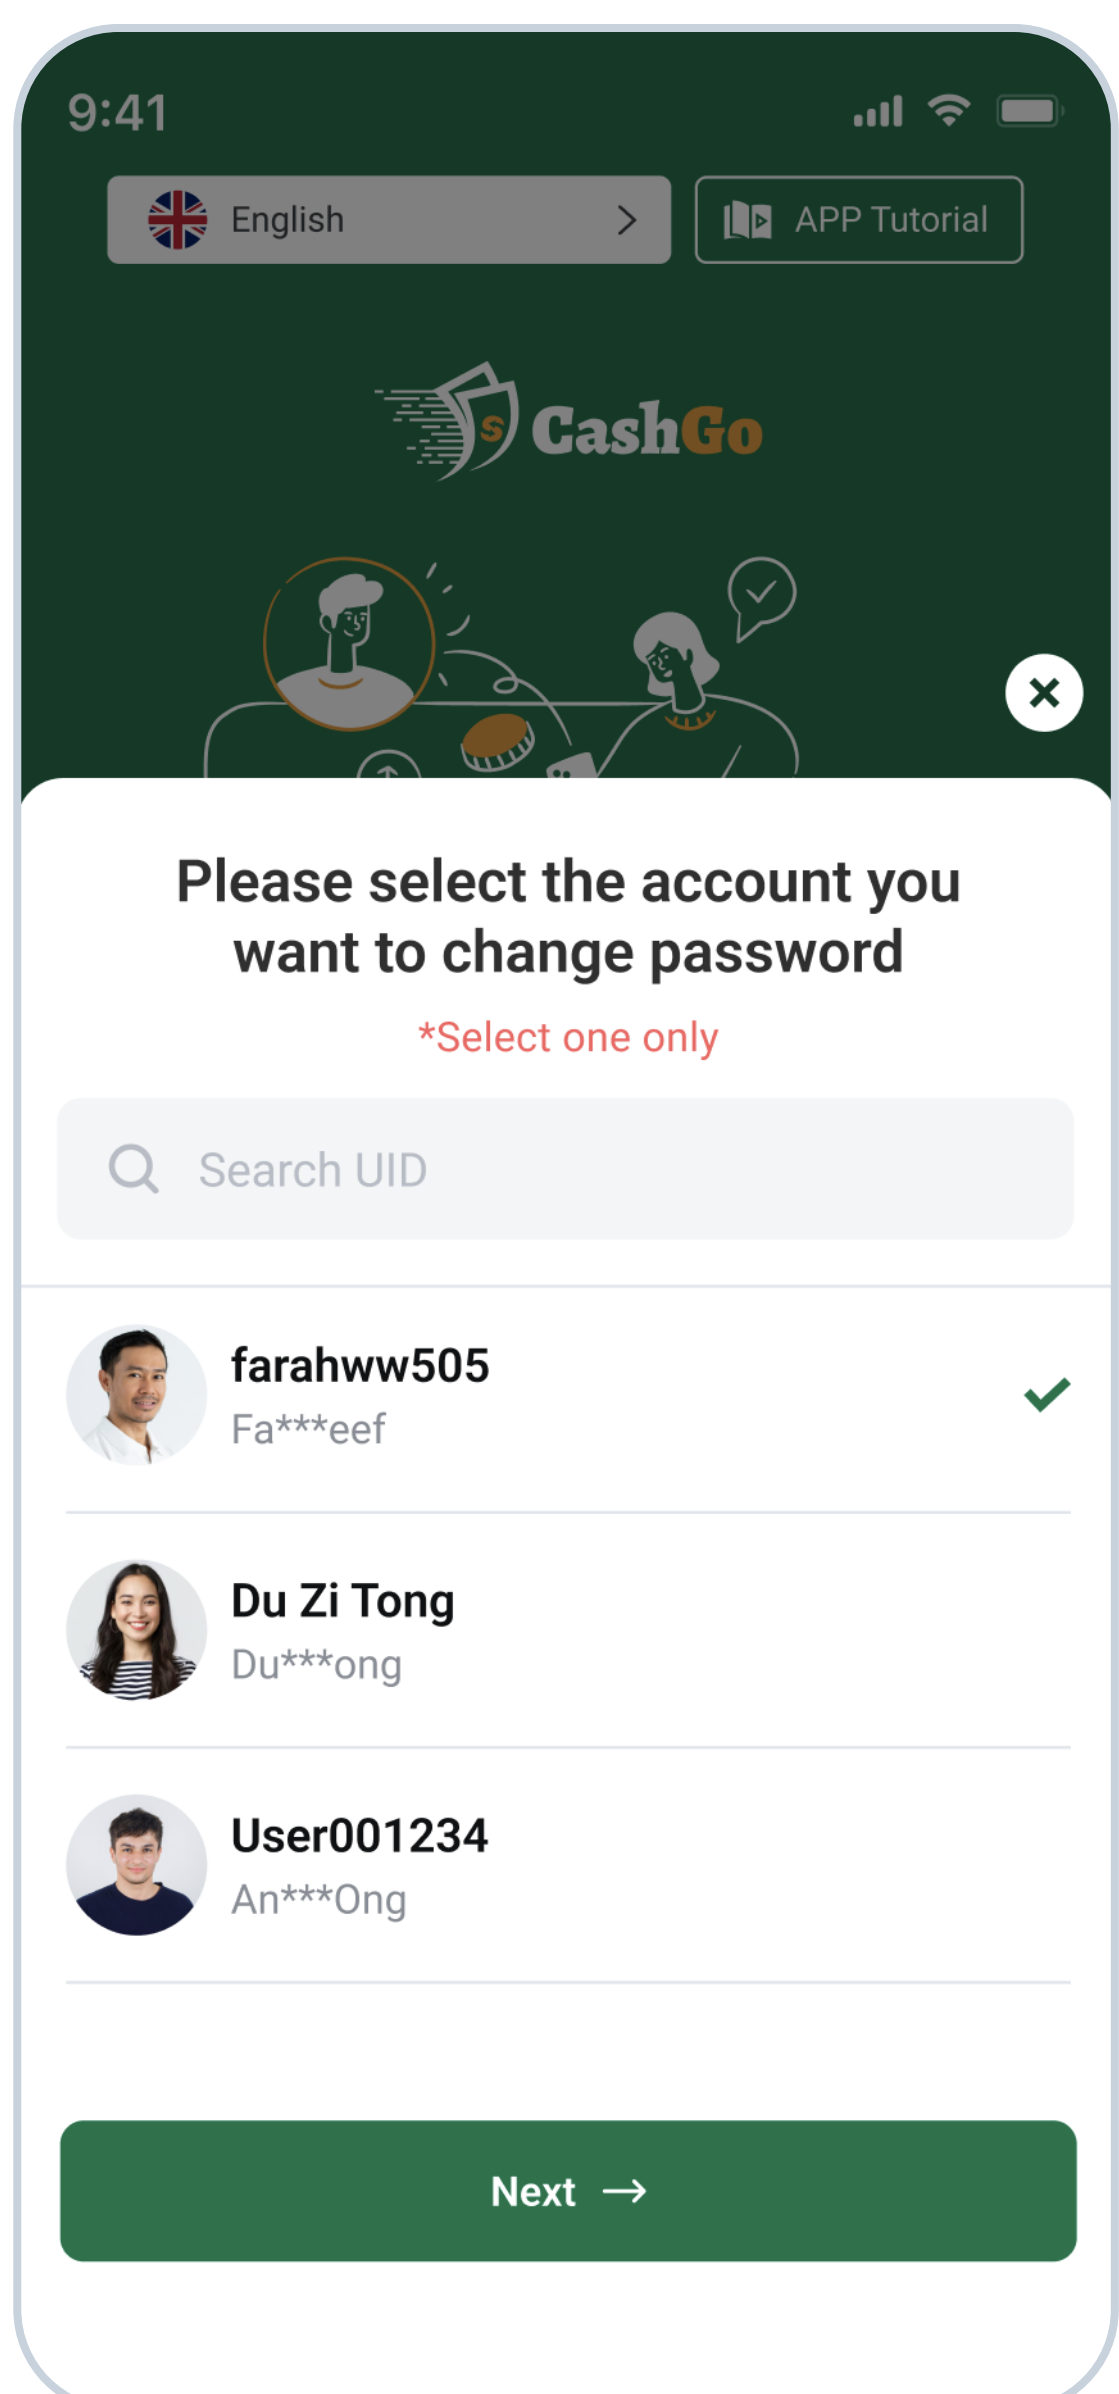 9:41
English
APP Tutorial
S CashGo
Please select the account you
want to change password
*Select one only
Search UID
farahww505
Fa***eef
Du Zi Tong
Du***ong
User001234
An***Ong
Next